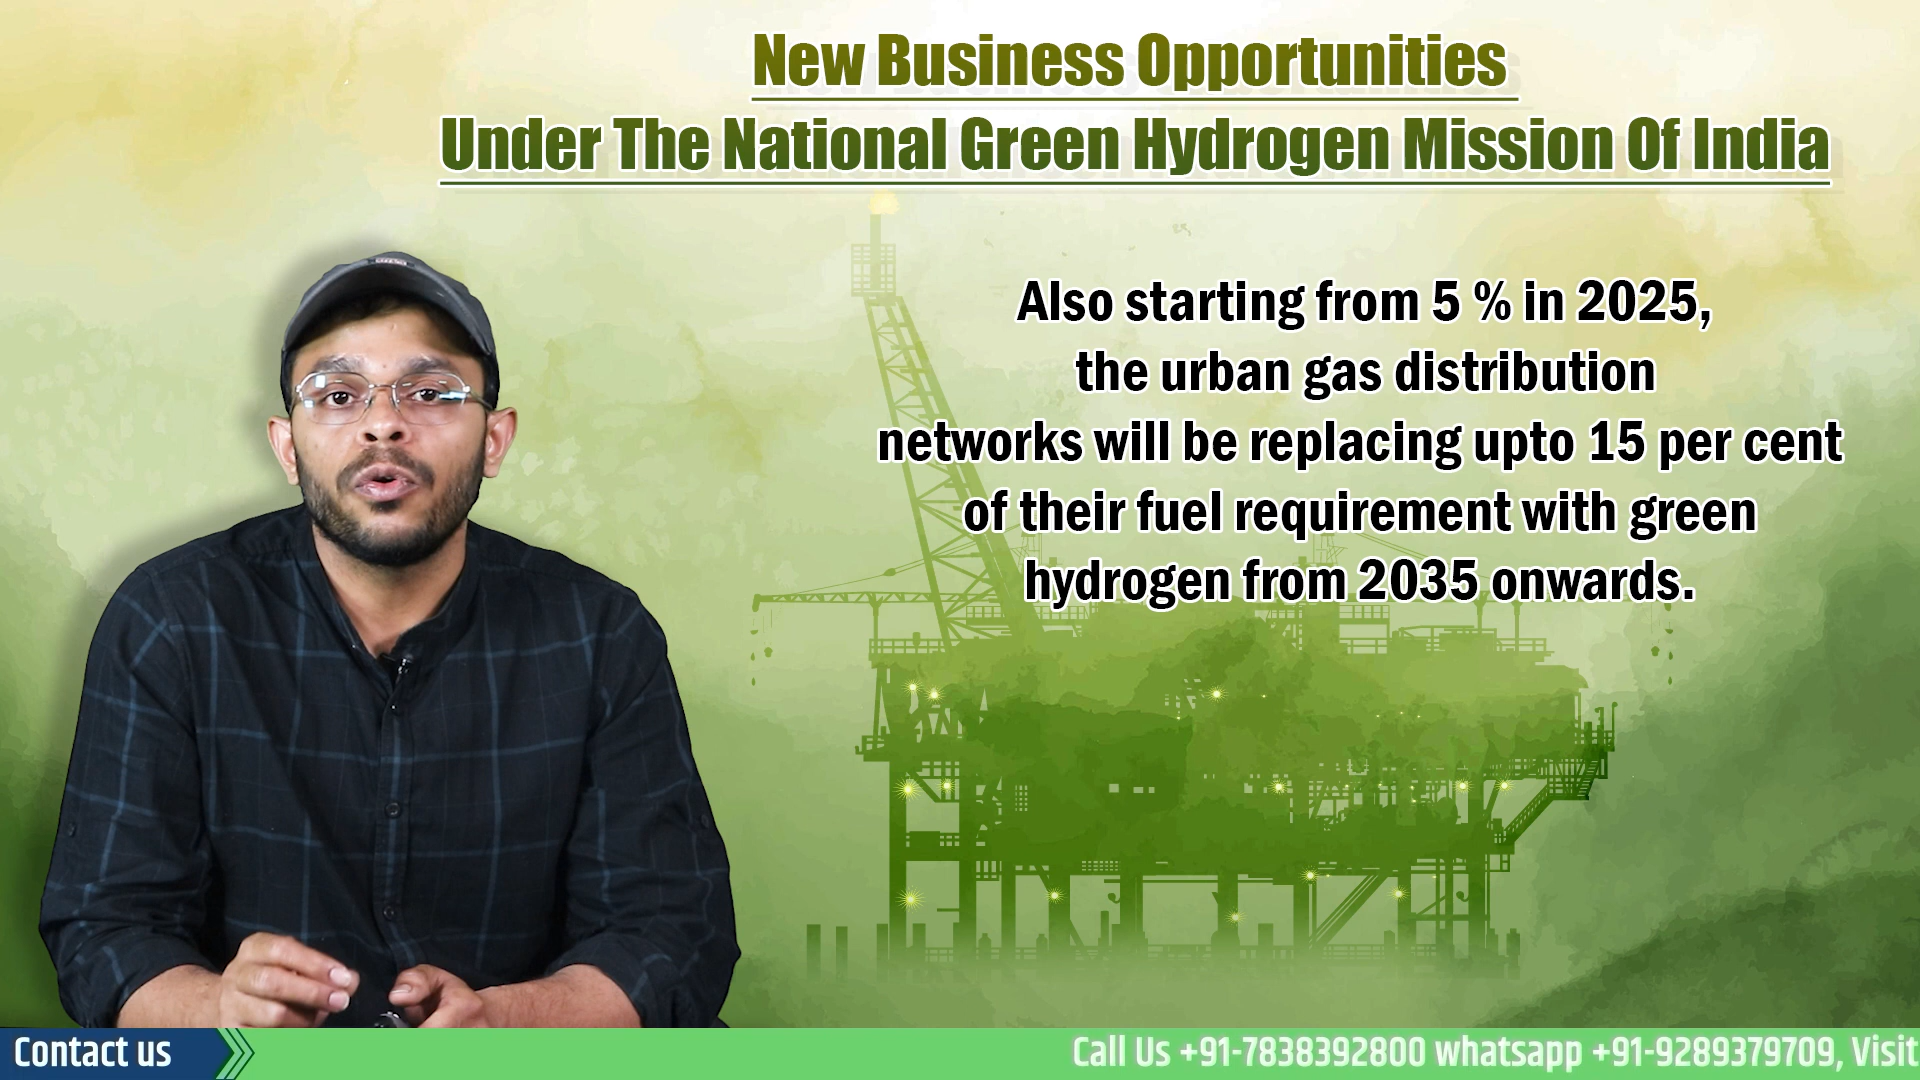 New Business Opportunities
Under The National Green Hydrogen Mission Of India
Also starting from 5 % in 2025,
the urban gas distribution
networks will be replacing upto 15 per cent
of their fuel requirement with green
hydrogen from 2035 onwards.
Contact us
Call Us +91-7838392800 whatsapp +91-9289379709, Visit